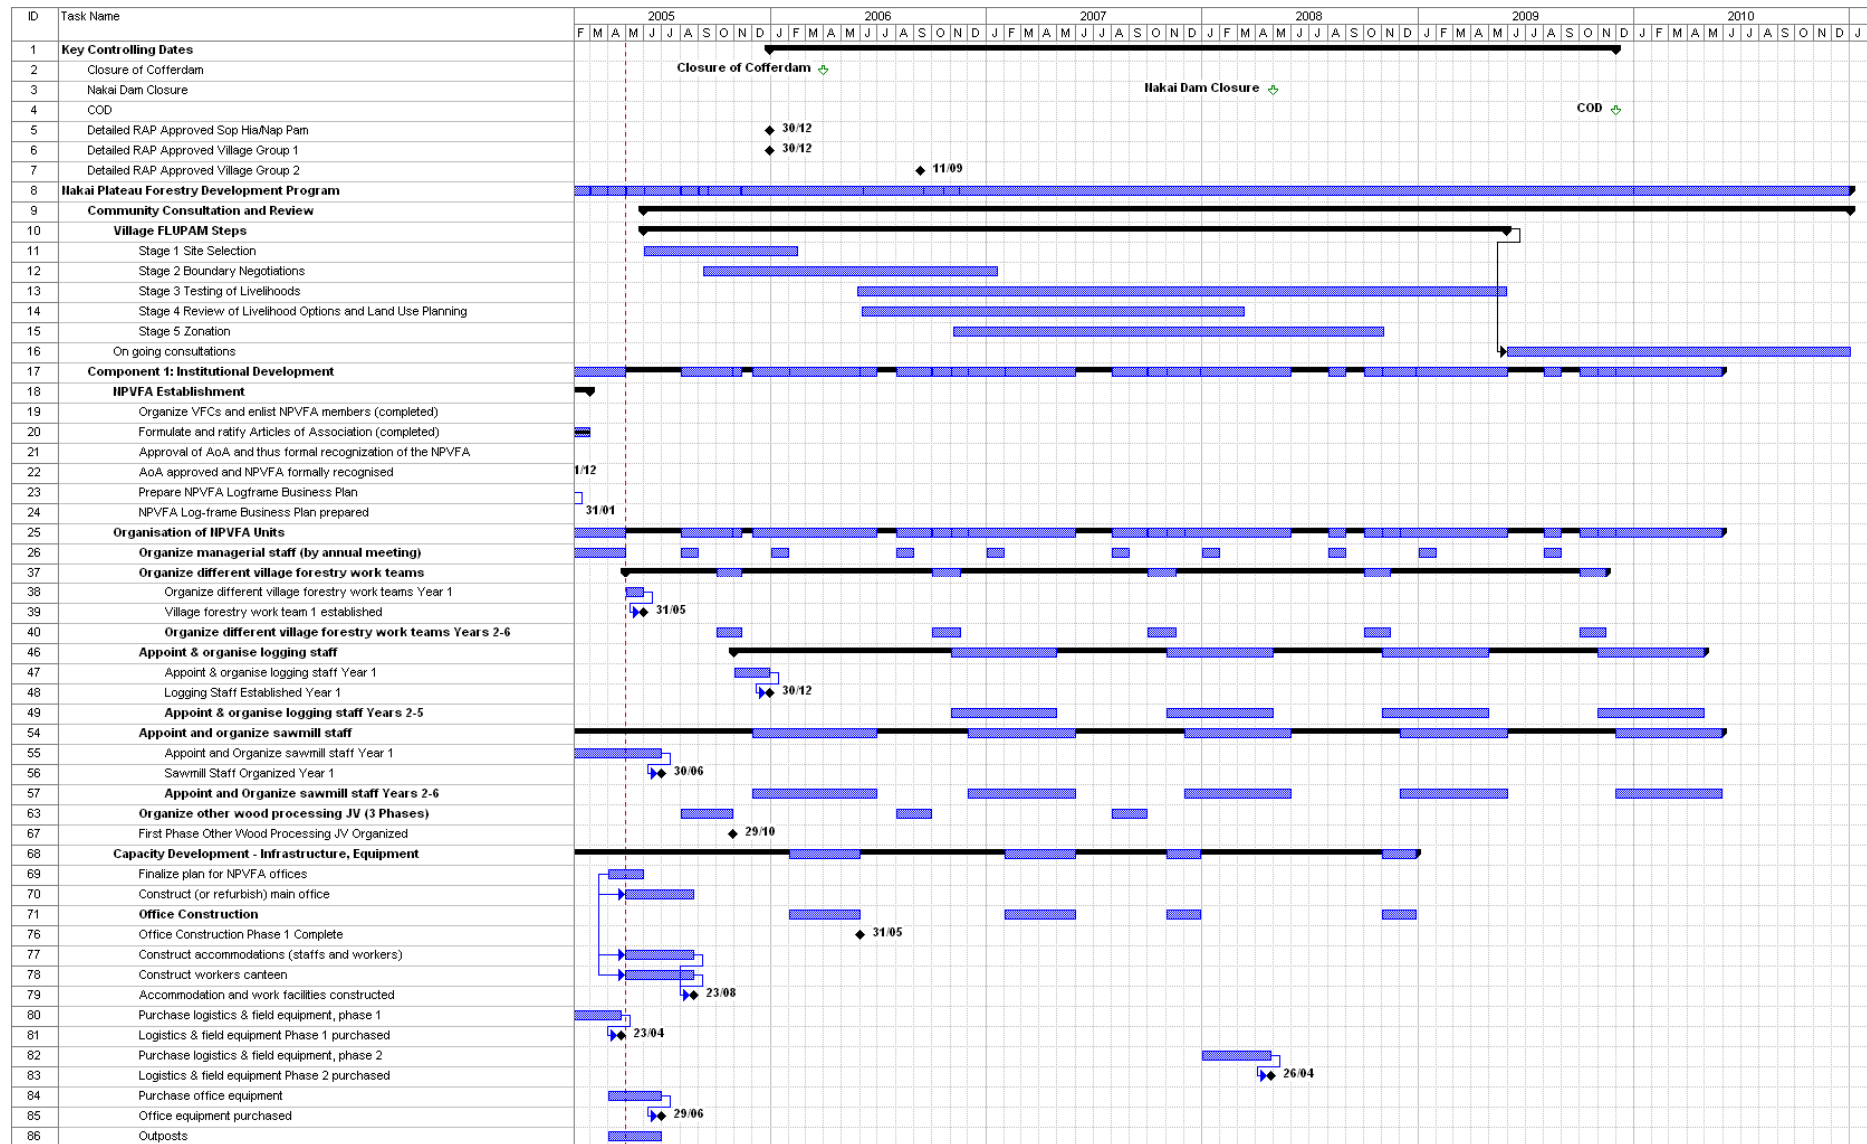 ID Task Name 2005 2006 2007 2008 2009 2010
F M A M J J A S O N D J F M A M J J A S O N D J F M A M J J A S O N D J F M A M J J A S O N D J F M A M J J A S O N D J F M A M J J A S O N D J
1 Key Controlling Dates
2 Closure of Cofferdam Closure of Cofferdam
3 Nakai Dam Closure Nakai Dam Closure
4 COD COD
5 Detailed RAP Approved Sop Hia/Nap Pam 30/12
6 Detailed RAP Approved Village Group 1 30/12
7 Detailed RAP Approved Village Group 2 11/09
8 Nakai Plateau Forestry Development Program
9 Community Consultation and Review
10 Village FLUPAM Steps
11 Stage 1 Site Selection
12 Stage 2 Boundary Negotiations
13 Stage 3 Testing of Livelihoods
14 Stage 4 Review of Livelihood Options and Land Use Planning
15 Stage 5 Zonation
16 On going consultations
17 Component 1: Institutional Development
18 NPVFA Establishment
19 Organize VFCs and enlist NPVFA members (completed)
20 Formulate and ratify Articles of Association (completed)
21 Approval of AoA and thus formal recognization of the NPVFA
22 AoA approved and NPVFA formally recognised 1/12
23 Prepare NPVFA Logframe Business Plan
24 NPVFA Log-frame Business Plan prepared 31/01
25 Organisation of NPVFA Units
26 Organize managerial staff (by annual meeting)
37 Organize different village forestry work teams
38 Organize different village forestry work teams Year 1
39 Village forestry work team 1 established 31/05
40 Organize different village forestry work teams Years 2-6
46 Appoint & organise logging staff
47 Appoint & organise logging staff Year 1
48 Logging Staff Established Year 1 30/12
49 Appoint & organise logging staff Years 2-5
54 Appoint and organize sawmill staff
55 Appoint and Organize sawmill staff Year 1
56 Sawmill Staff Organized Year 1 30/06
57 Appoint and Organize sawmill staff Years 2-6
63 Organize other wood processing JV (3 Phases)
67 First Phase Other Wood Processing JV Organized 29/10
68 Capacity Development - Infrastructure, Equipment
69 Finalize plan for NPVFA offices
70 Construct (or refurbish) main office
71 Office Construction
76 Office Construction Phase 1 Complete 31/05
77 Construct accommodations (staffs and workers)
78 Construct workers canteen
79 Accommodation and work facilities constructed 23/08
80 Purchase logistics & field equipment, phase 1
81 Logistics & field equipment Phase 1 purchased 23/04
82 Purchase logistics & field equipment, phase 2
83 Logistics & field equipment Phase 2 purchased 26/04
84 Purchase office equipment
85 Office equipment purchased 29/06
86 Outposts